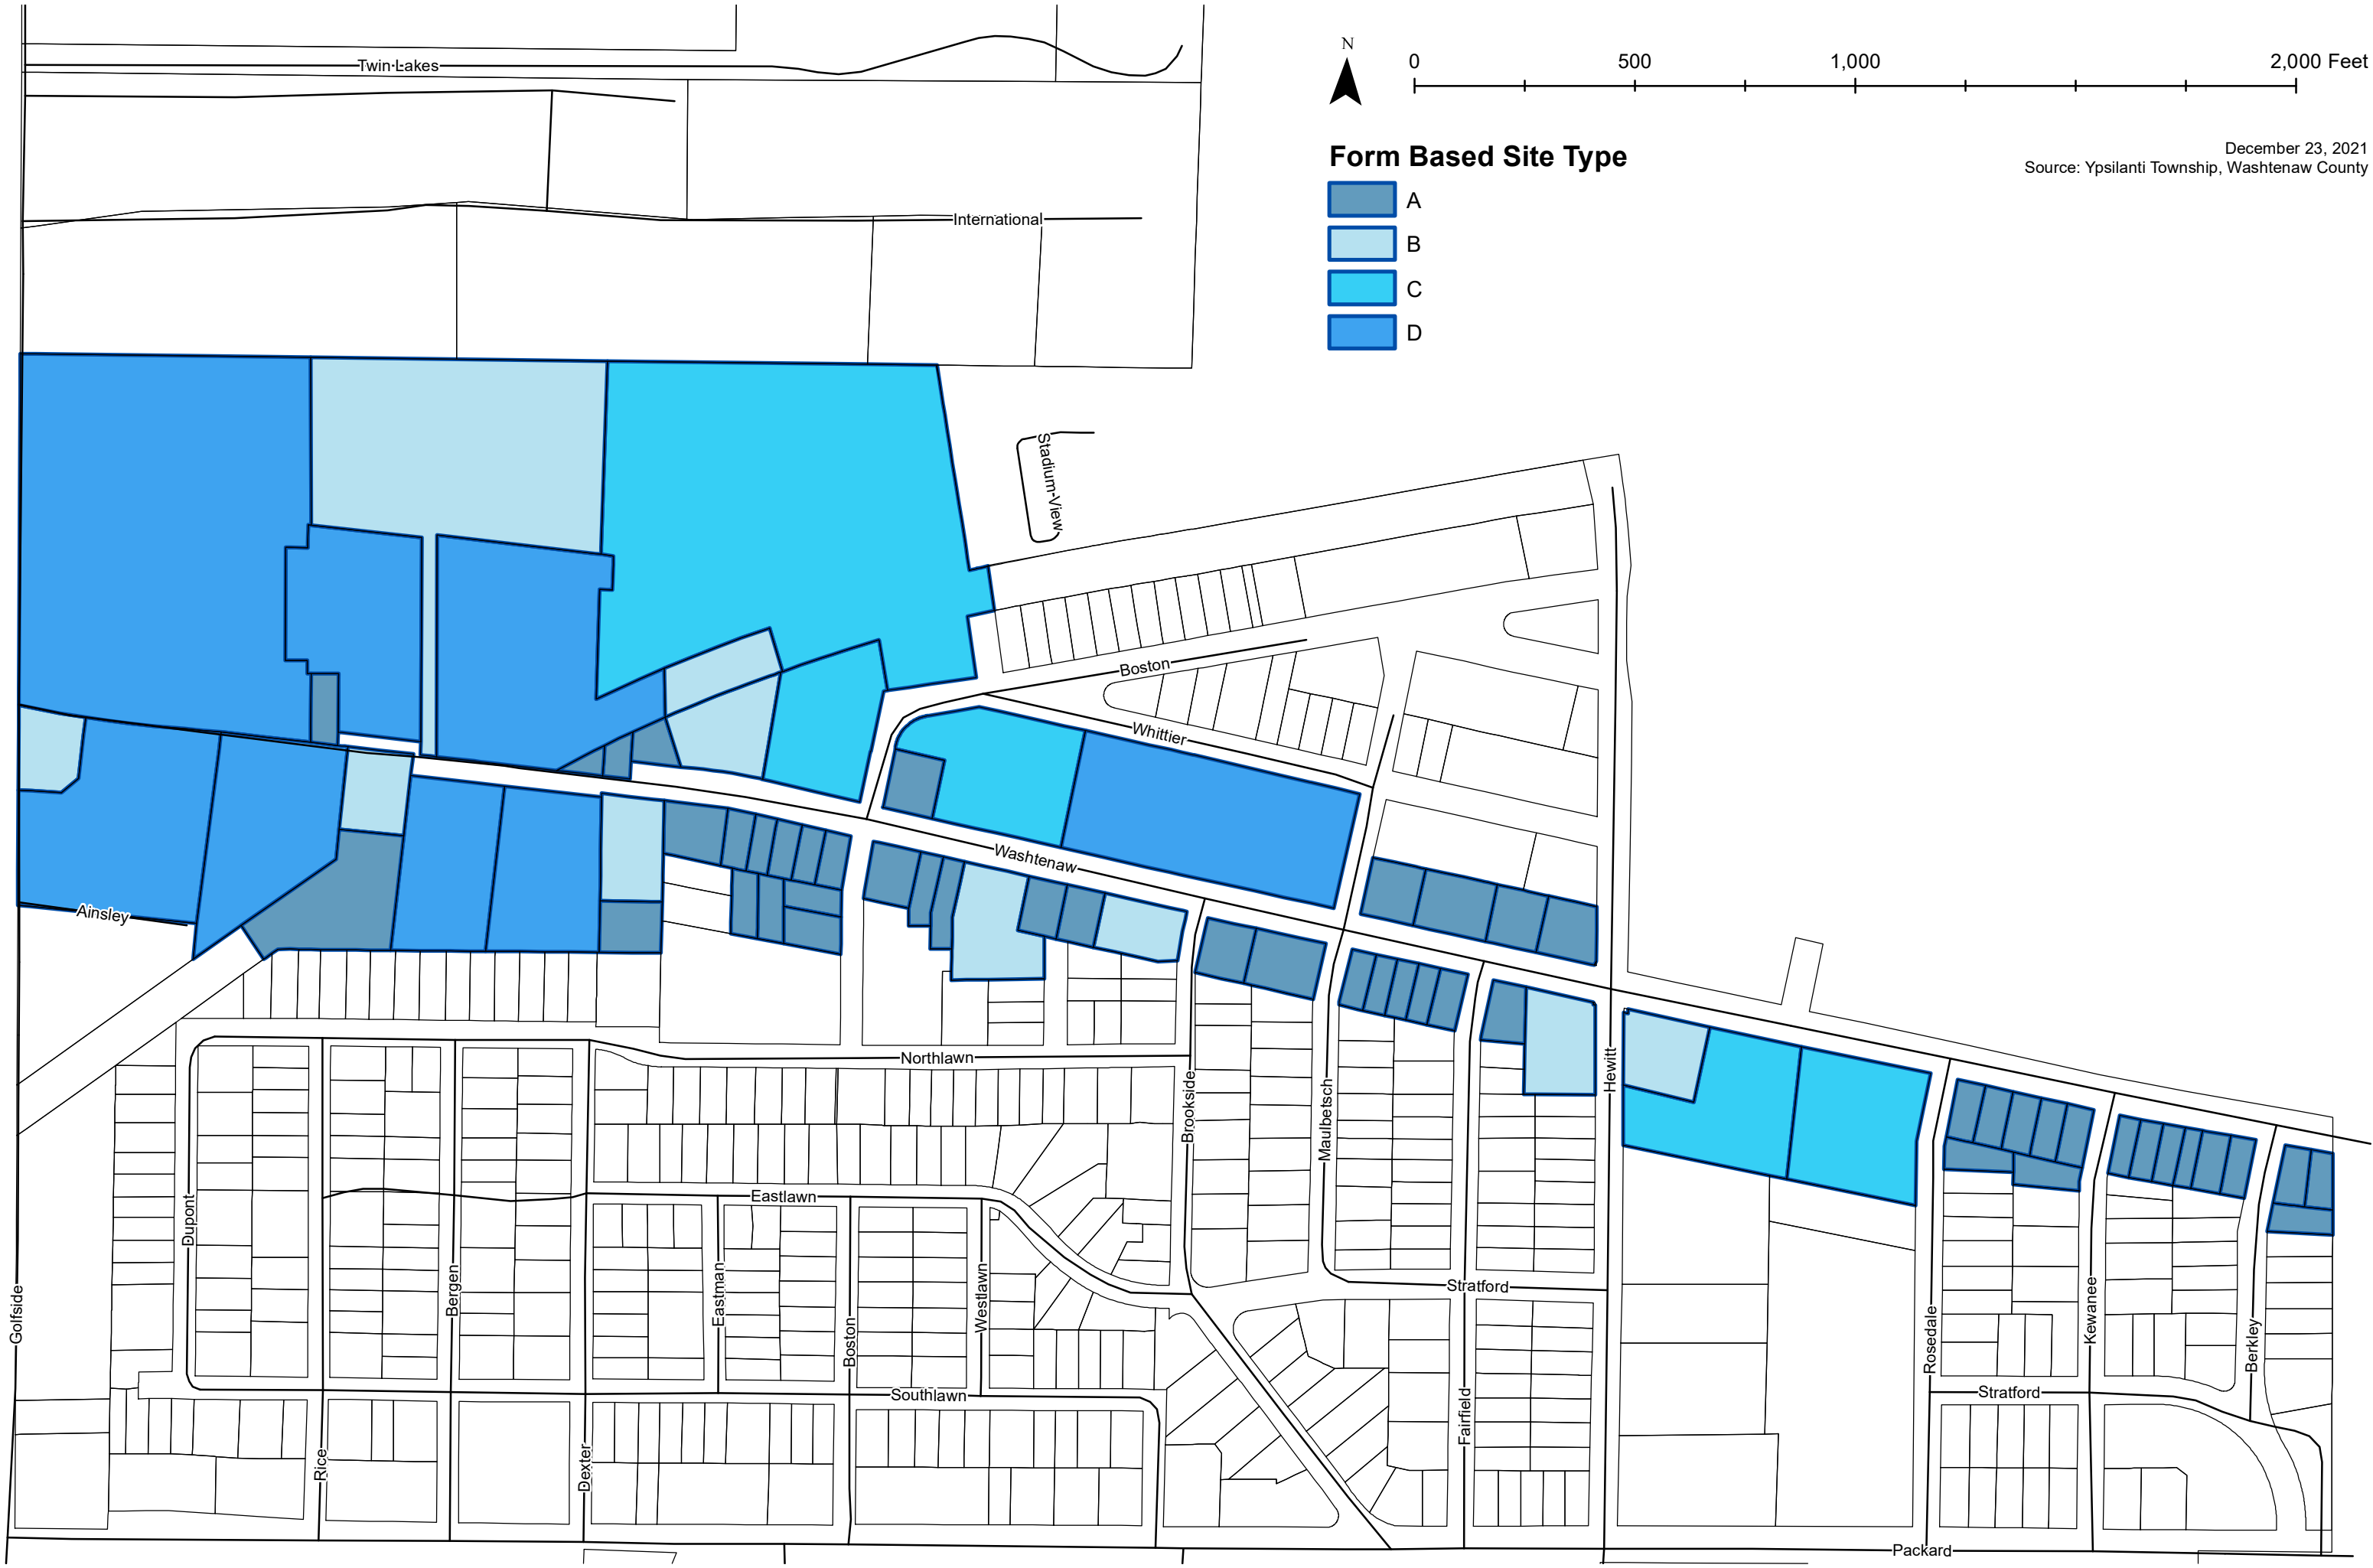 N
0 500 1,000 2,000 Feet
Twin Lakes
Form Based Site Type
December 23, 2021
Source: Ypsilanti Township, Washtenaw County
A
B
C
D
International
Stadium View
Boston
Whittier
Washtenaw
Ainsley
Northlawn
Hewitt
Brookside
Maulbetsch
Eastlawn
Dupont
Bergen
Eastman
Westlawn
Golfside
Stratford
Boston
Rosedale
Kewanee
Berkley
Southlawn
Stratford
Fairfield
Rice
Dexter
Packard